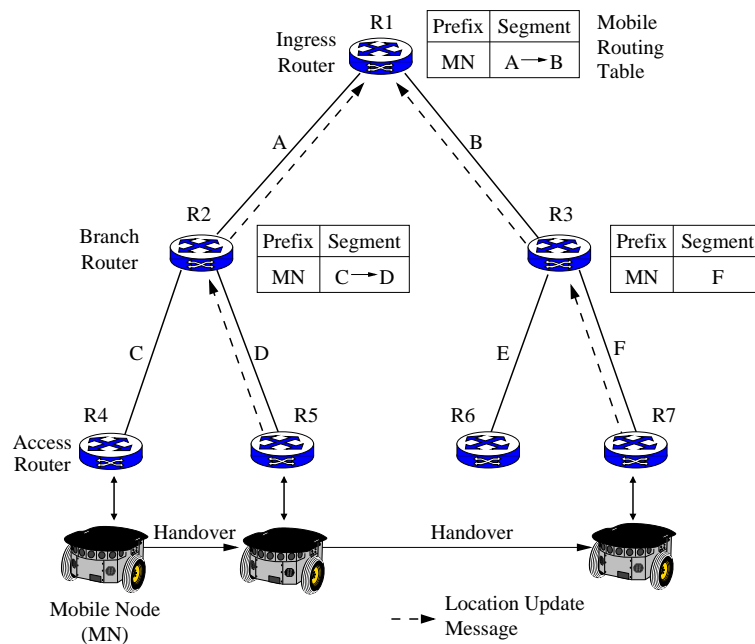 R1
Ingress
Router
Prefix Segment
MN A B
Mobile
Routing
Table
A
B
R2
Branch
Router
Prefix Segment
MN C D
R3
Prefix Segment
MN F
C
D
E
F
R4
Access
Router
R5
R6
R7
Handover
Handover
Mobile Node
(MN)
Location Update
Message